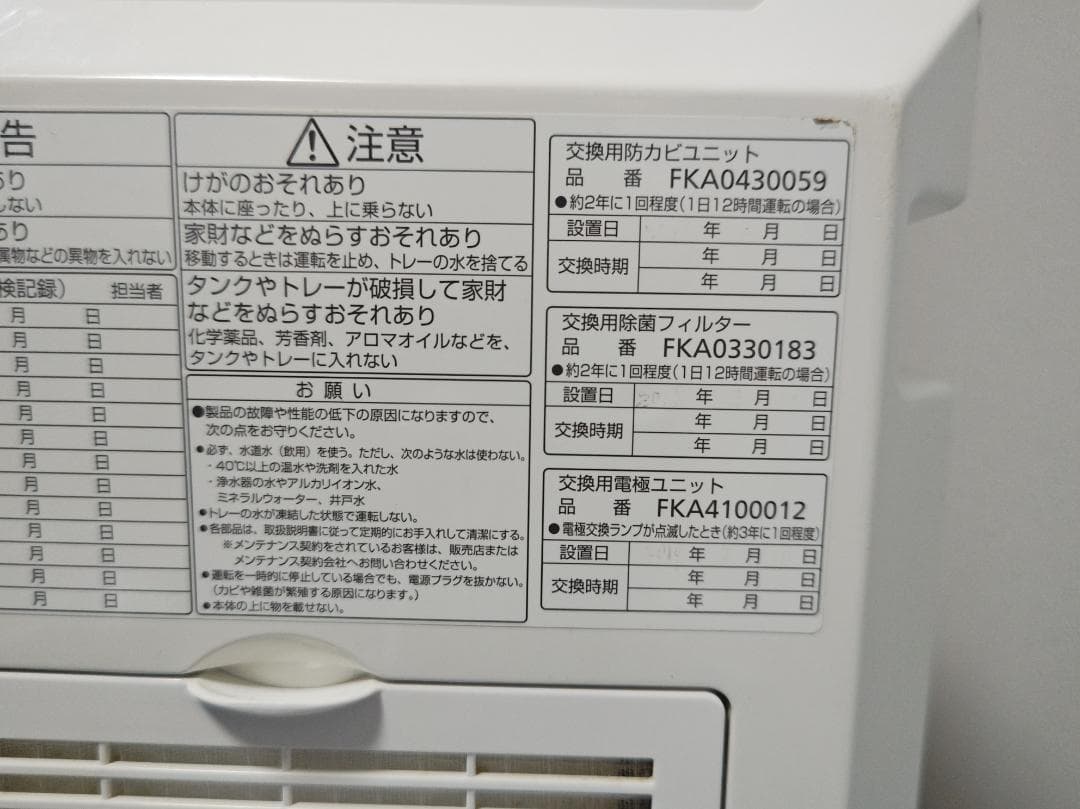 告
あり
しない
あり
属物などの異物を入れない
検記録) 担当者
月 日
月 日
月 日
月 日
月 日
月 日
月 日
月 日
月 日
月 日
月 日
月 日
月 日
注意
けがのおそれあり
本体に座ったり、上に乗らない
家財などをぬらすおそれあり
移動するときは運転を止め、トレーの水を捨てる
タンクやトレーが破損して家財
などをぬらすおそれあり
化学薬品、芳香剤、アロマオイルなどを、
タンクやトレーに入れない
お願い
●製品の故障や性能の低下の原因になりますので、
次の点をお守りください。
●必ず、水道水(飲用)を使う。ただし、次のような水は使わない。
・40℃以上の温水や洗剤を入れた水
・浄水器の水やアルカリイオン水、
ミネラルウォーター、井戸水
●トレーの水が凍結した状態で運転しない。
●各部品は、取扱説明書に従って定期的にお手入れして清潔にする。
※メンテナンス契約をされているお客様は、販売店または
メンテナンス契約会社へお問い合わせください。
●運転を一時的に停止している場合でも、電源プラグを抜かない。
(カビや雑菌が繁殖する原因になります。)
●本体の上に物を載せない。
交換用防カビユニット
品 番 FKA0430059
●約2年に1回程度(1日12時間運転の場合)
設置日 年 月 日
交換時期 年 月 日
年 月 日
交換用除菌フィルター
品 番 FKA0330183
●約2年に1回程度(1日12時間運転の場合)
設置日 年 月 日
交換時期 年 月 日
年 月 日
交換用電極ユニット
品 番 FKA4100012
●電極交換ランプが点滅したとき(約3年に1回程度)
設置日 年 月 日
交換時期 年 月 日
年 月 日